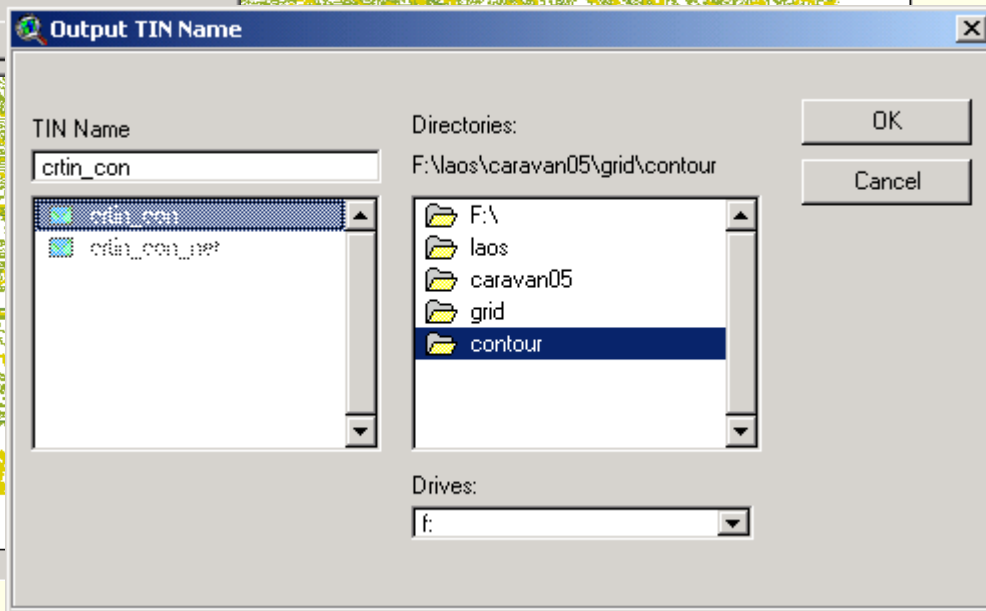 Output TIN Name
TIN Name
crtin_con
crtin_con
crtin_con_net
Directories:
F:\laos\caravan05\grid\contour
F:\
laos
caravan05
grid
contour
Drives:
f:
OK
Cancel